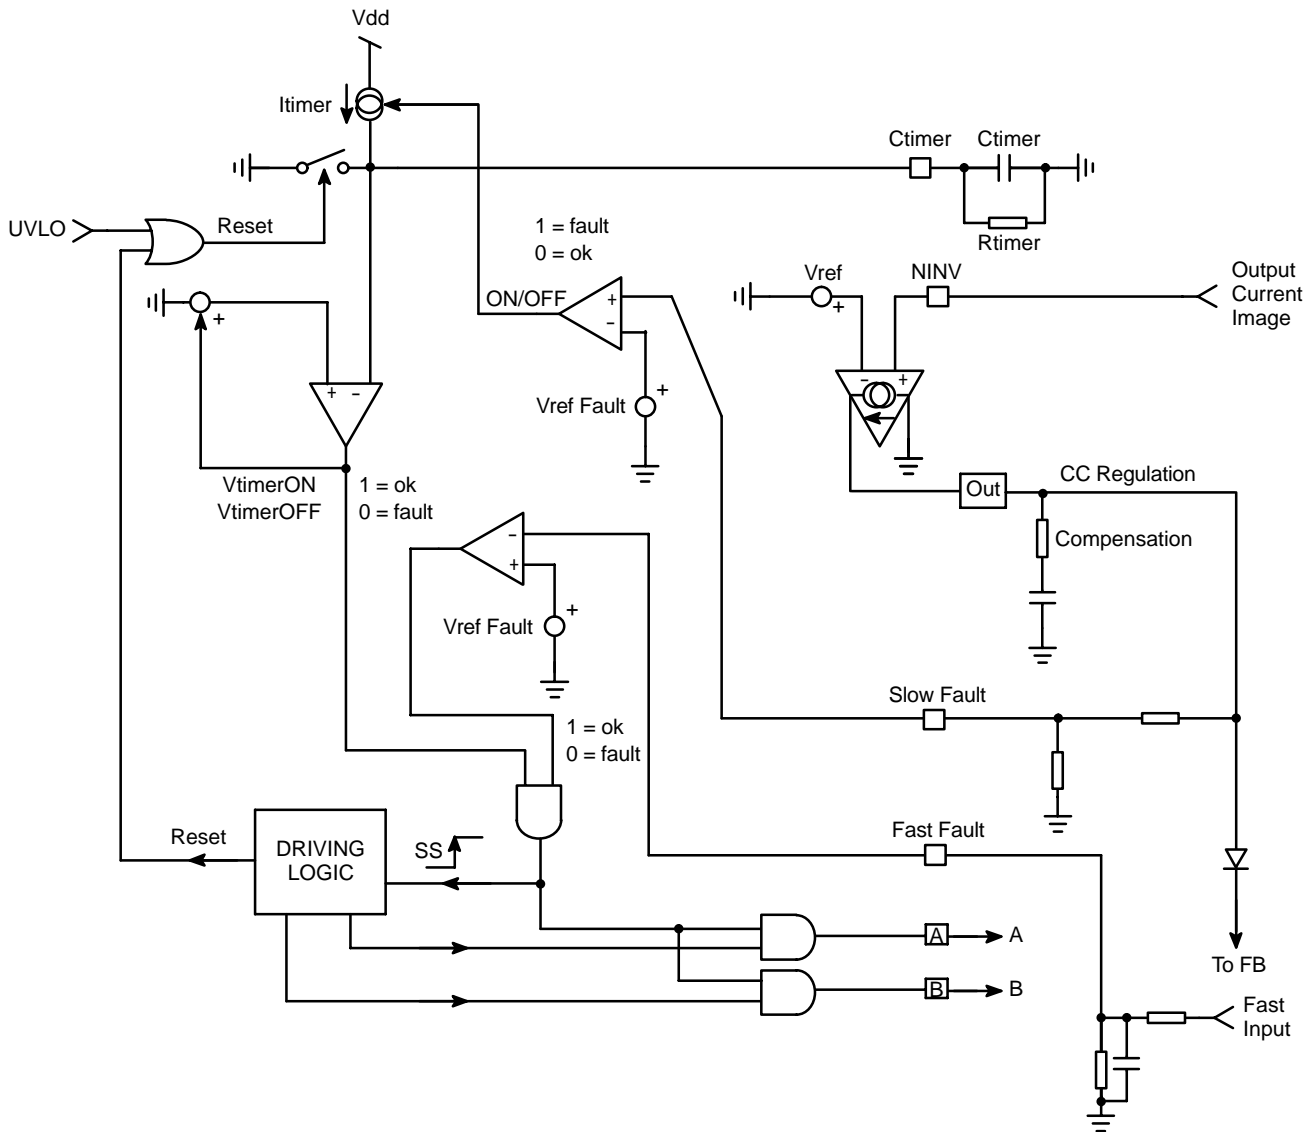 Vdd
Itimer
Ctimer
Ctimer
Rtimer
UVLO
Reset
1 = fault
0 = ok
ON/OFF
+
−
Vref
+
NINV
Output
Current
Image
+
+ −
− +
Vref Fault
+
VtimerON
VtimerOFF
1 = ok
0 = fault
Out
CC Regulation
Compensation
−
+
Vref Fault
+
Slow Fault
1 = ok
0 = fault
Reset
DRIVING
LOGIC
SS
Fast Fault
A
A
B
B
To FB
Fast
Input